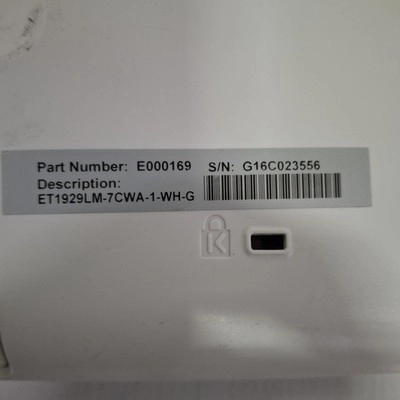 Part Number: E000169 S/N: G16C023556
Description:
ET1929LM-7CWA-1-WH-G
K